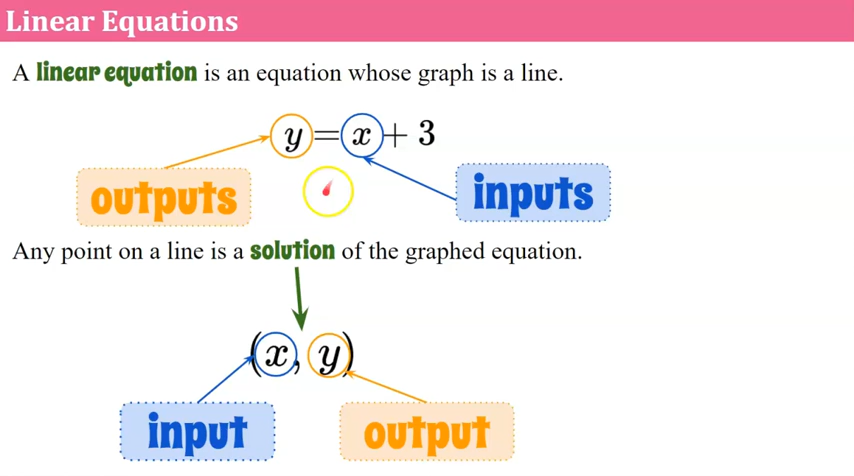 Linear Equations
A linear equation is an equation whose graph is a line.
y = x + 3
outputs
inputs
Any point on a line is a solution of the graphed equation.
(x, y)
input
output